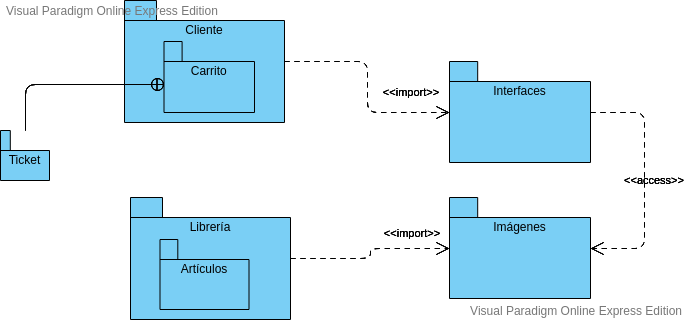 Visual Paradigm Online Express Edition
Cliente
Carrito
<<import>>
Interfaces
Ticket
<<access>>
Librería
<<import>>
Imágenes
Artículos
Visual Paradigm Online Express Edition